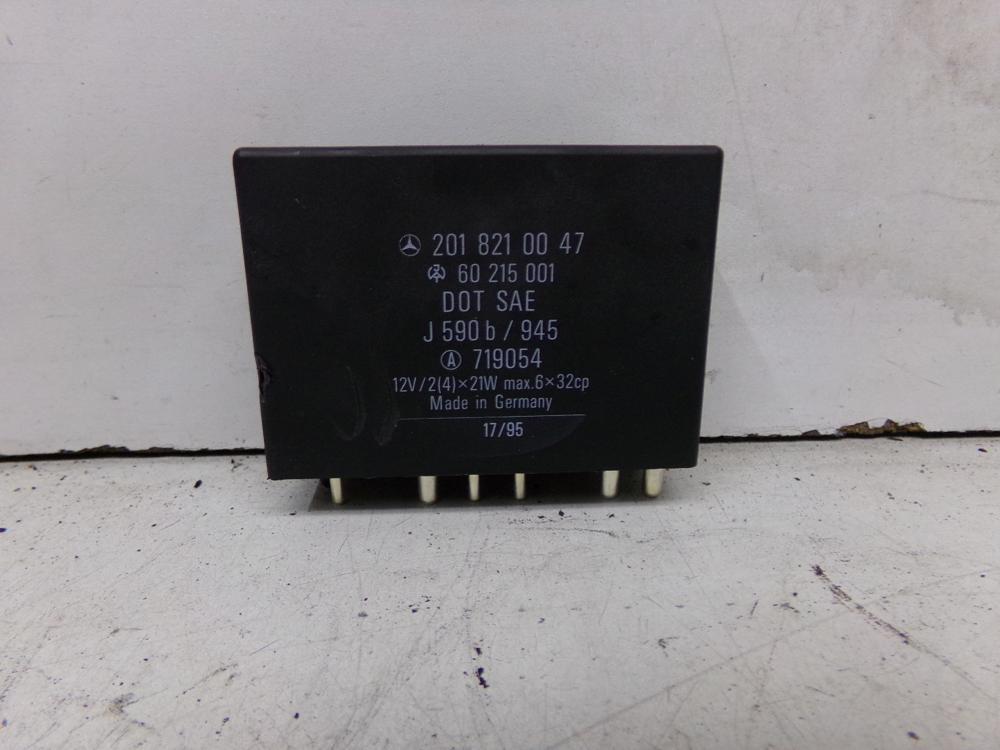 201 821 00 47
60 215 001
DOT SAE
J 590 b / 945
A 719054
12V/2(4)×21W max.6×32cp
Made in Germany
17/95